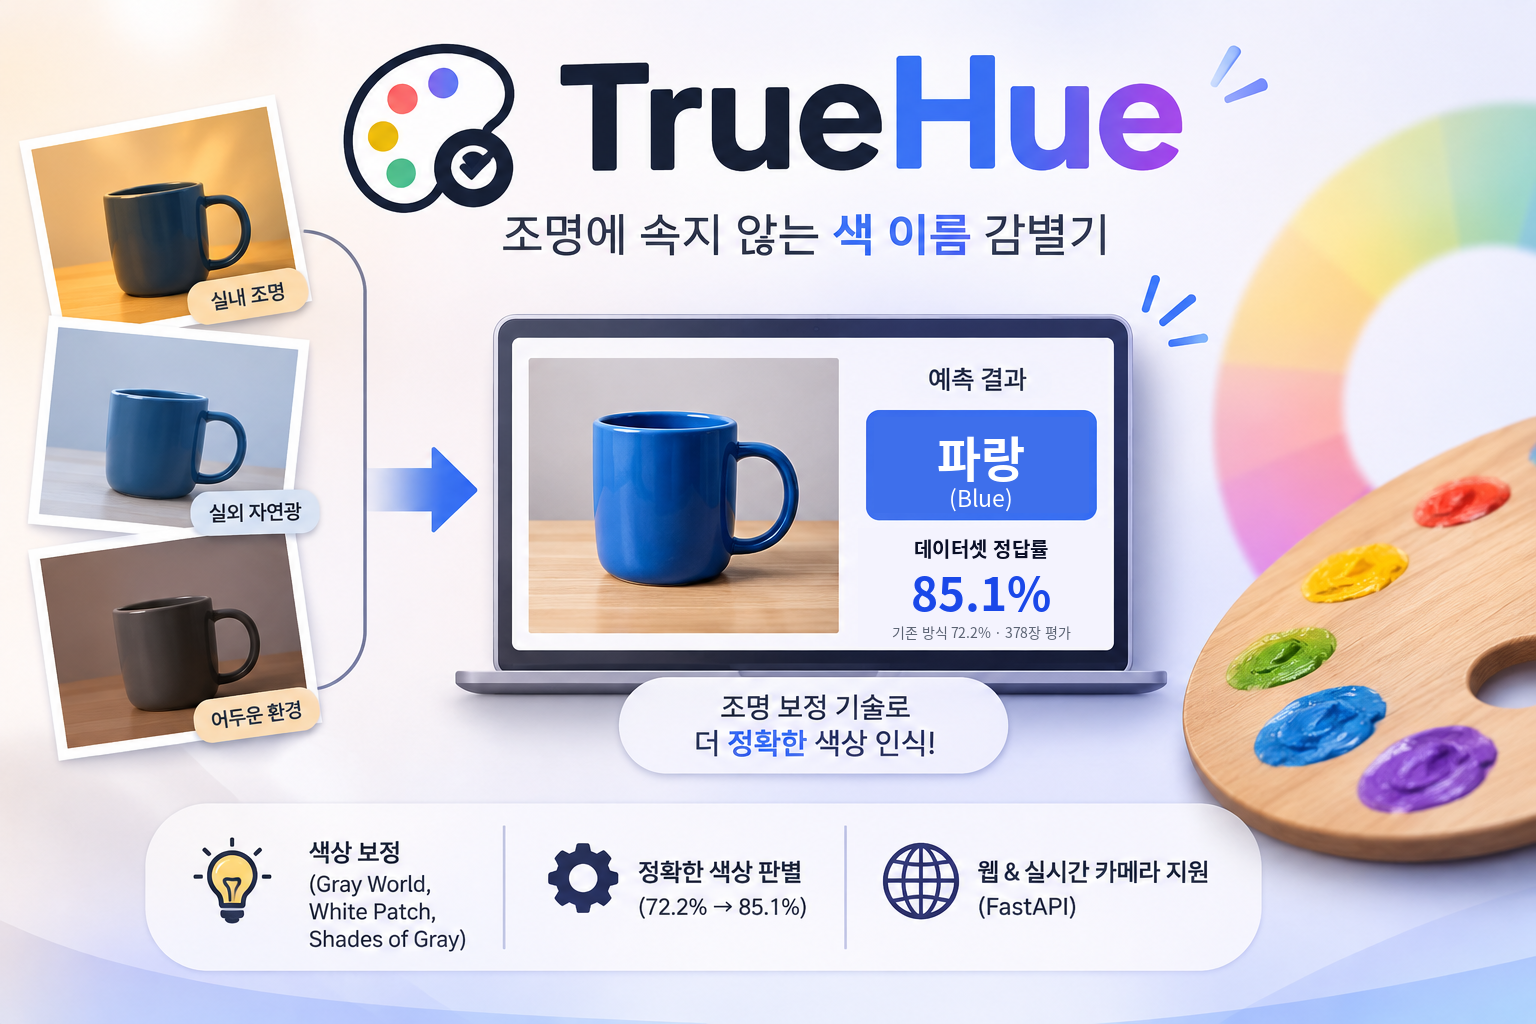 TrueHue
조명에 속지 않는 색 이름 감별기
실내 조명
실외 자연광
어두운 환경
예측 결과
파랑
(Blue)
데이터셋 정답률
85.1%
기존 방식 72.2% · 378장 평가
조명 보정 기술로
더 정확한 색상 인식!
색상 보정
(Gray World,
White Patch,
Shades of Gray)
정확한 색상 판별
(72.2% → 85.1%)
웹 & 실시간 카메라 지원
(FastAPI)